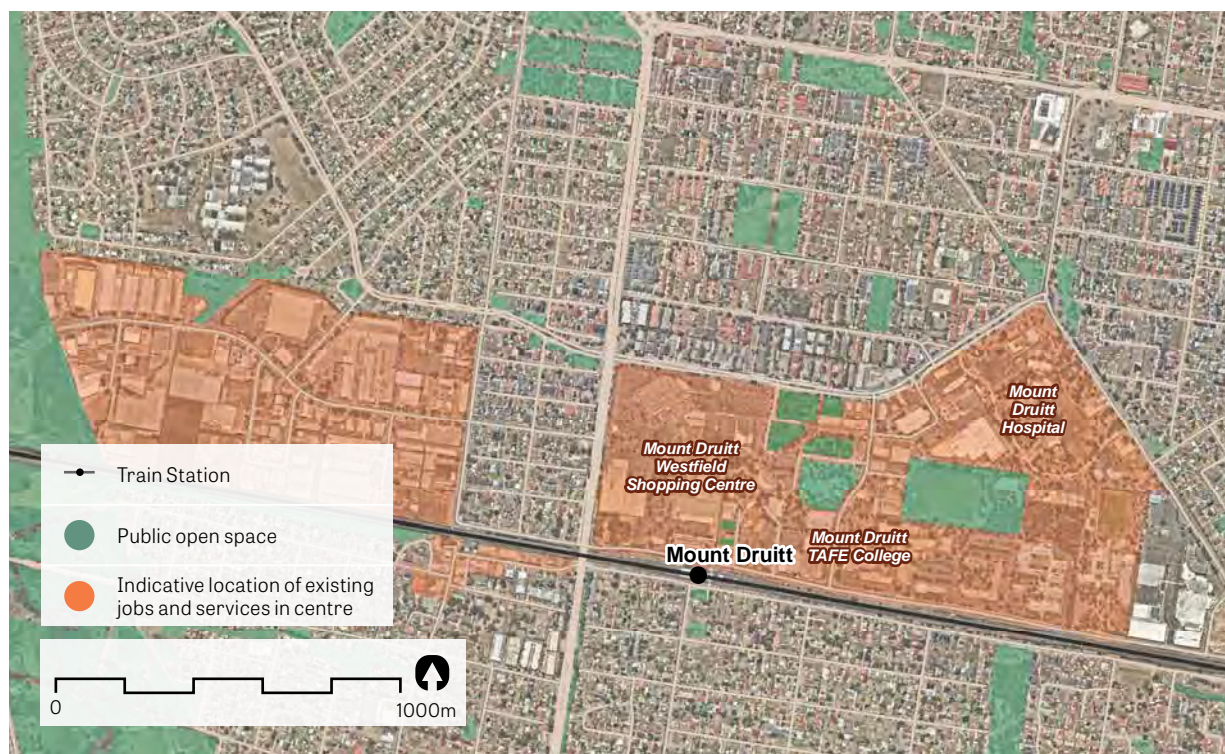 Mount
Druitt
Hospital
Mount Druitt
Westfield
Shopping Centre
Mount Druitt
TAFE College
Mount Druitt
Train Station
Public open space
Indicative location of existing
jobs and services in centre
0
1000m